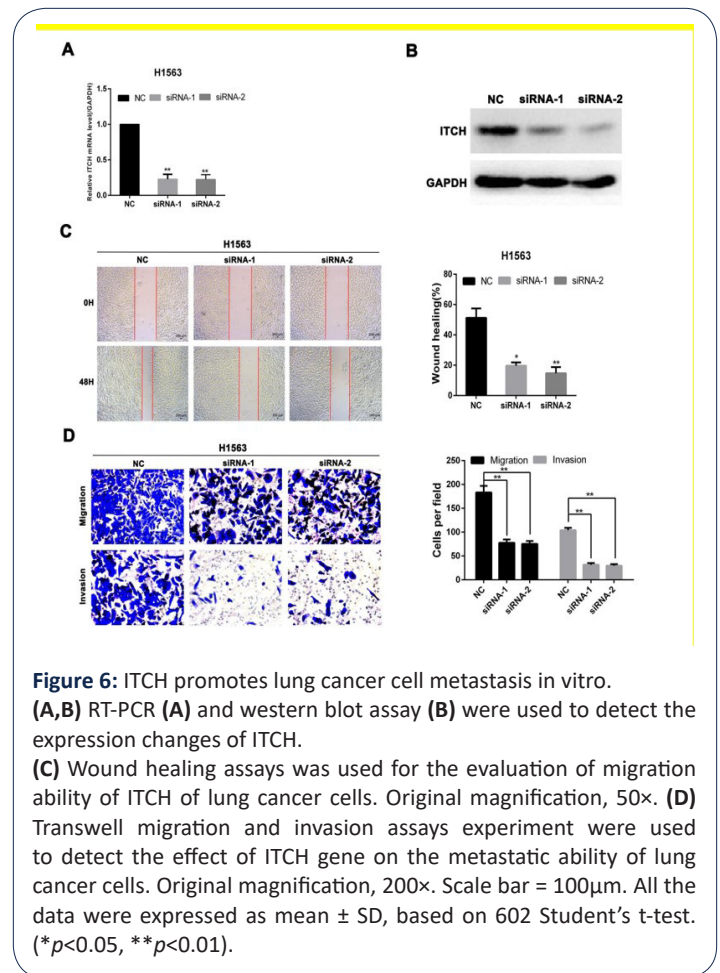 A
H1563
NC siRNA-1 siRNA-2
Relative ITCH mRNA level(/GAPDH)
1.5
1.0
0.5
0.0
** **
NC siRNA-1 siRNA-2
B
NC siRNA-1 siRNA-2
ITCH
GAPDH
C
H1563
NC siRNA-1 siRNA-2
0H
48H
H1563
NC siRNA-1 siRNA-2
Wound healing(%)
80
60
40
20
0
* **
NC siRNA-1 siRNA-2
D
H1563
NC siRNA-1 siRNA-2
Migration
Invasion
Migration Invasion
Cells per field
250
200
150
100
50
0
**
**
**
**
NC siRNA-1 siRNA-2 NC siRNA-1 siRNA-2
Figure 6: ITCH promotes lung cancer cell metastasis in vitro.
(A,B) RT-PCR (A) and western blot assay (B) were used to detect the
expression changes of ITCH.
(C) Wound healing assays was used for the evaluation of migration
ability of ITCH of lung cancer cells. Original magnification, 50×. (D)
Transwell migration and invasion assays experiment were used
to detect the effect of ITCH gene on the metastatic ability of lung
cancer cells. Original magnification, 200×. Scale bar = 100μm. All the
data were expressed as mean ± SD, based on 602 Student's t-test.
(*p<0.05, **p<0.01).